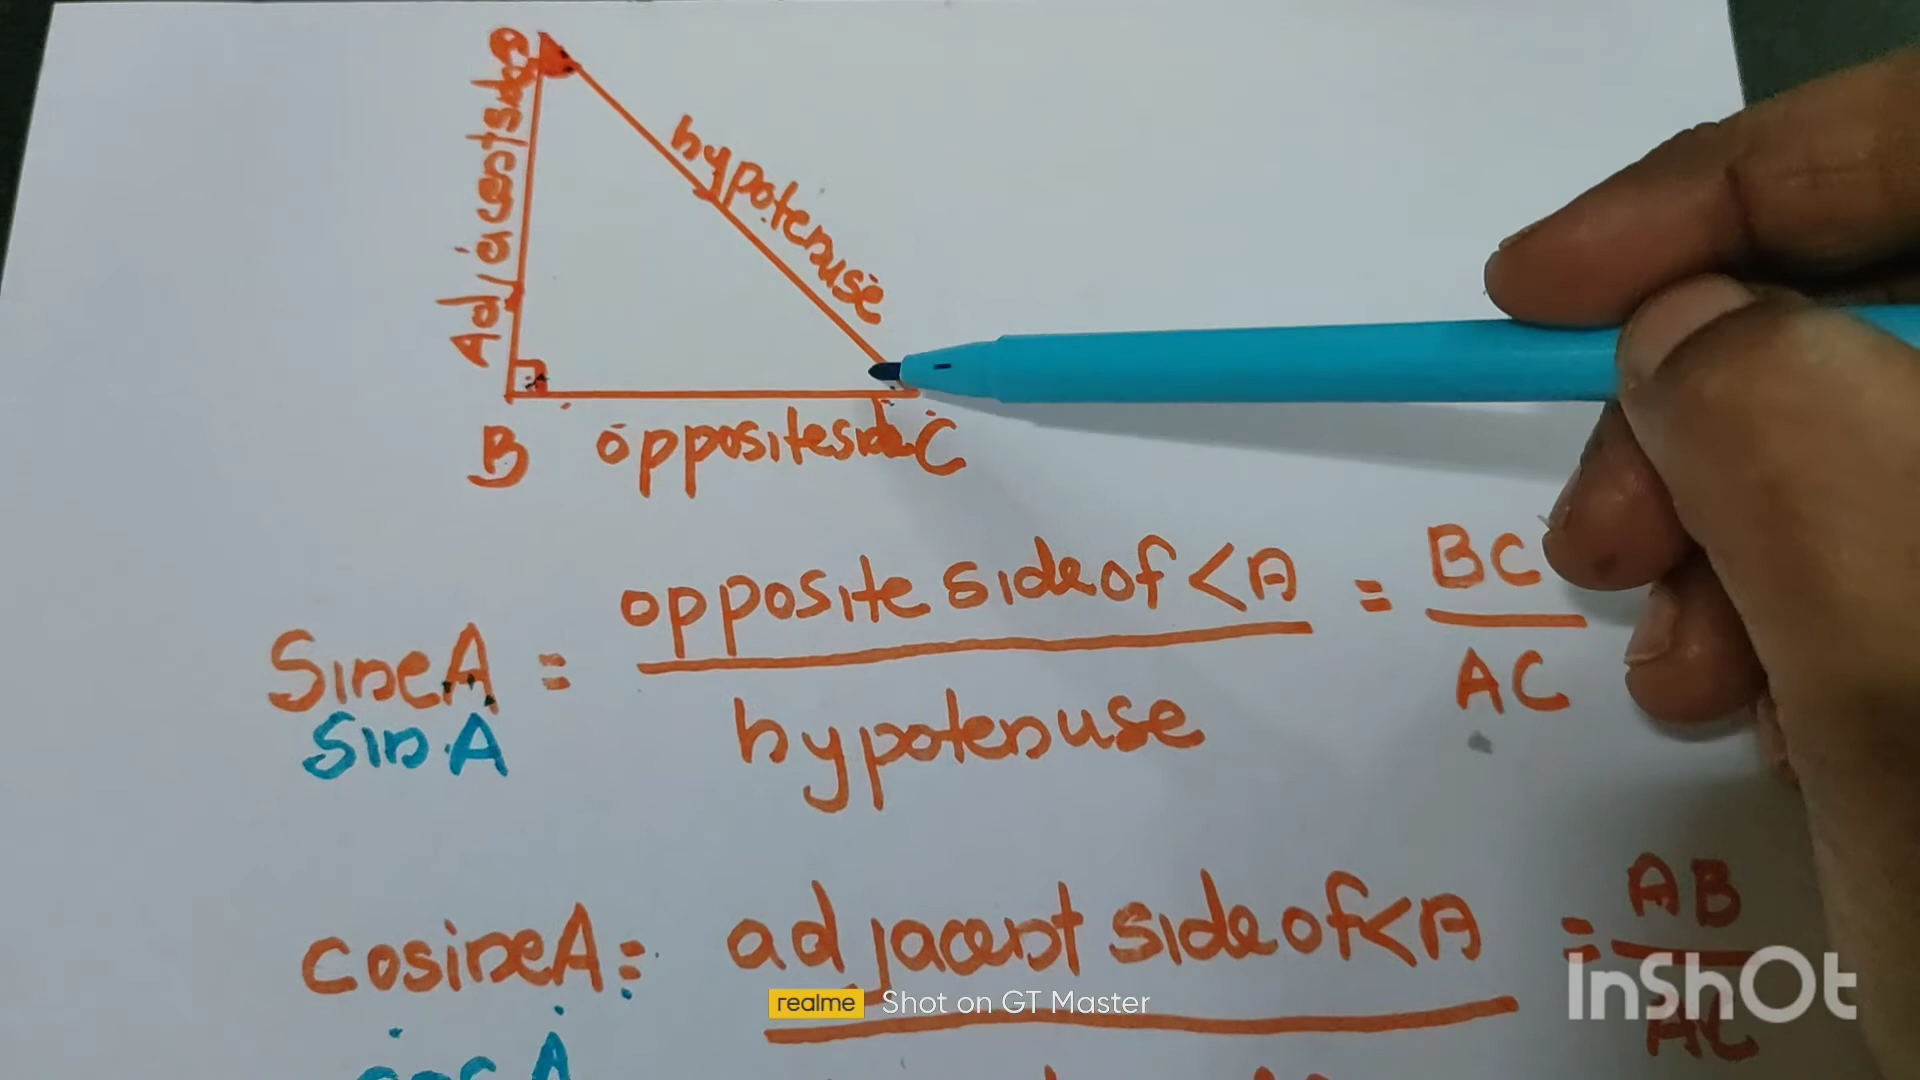 A
Adjacent side
hypotenuse
B opposite side C
Sine A = opposite side of <A = BC
hypotenuse AC
Sin A
cosine A = adjacent side of <A = AB
AC
cos A
realme Shot on GT Master
InShOt